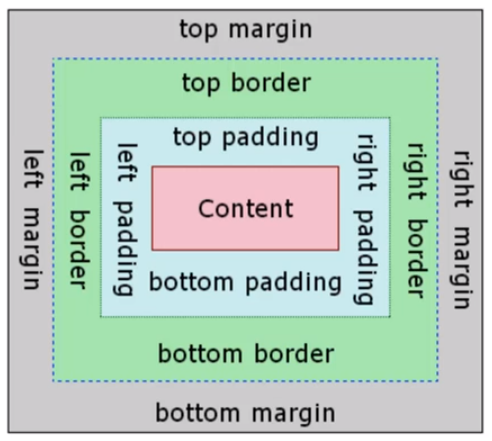 top margin
top border
top padding
left margin
left border
left padding
Content
right padding
right border
right margin
bottom padding
bottom border
bottom margin